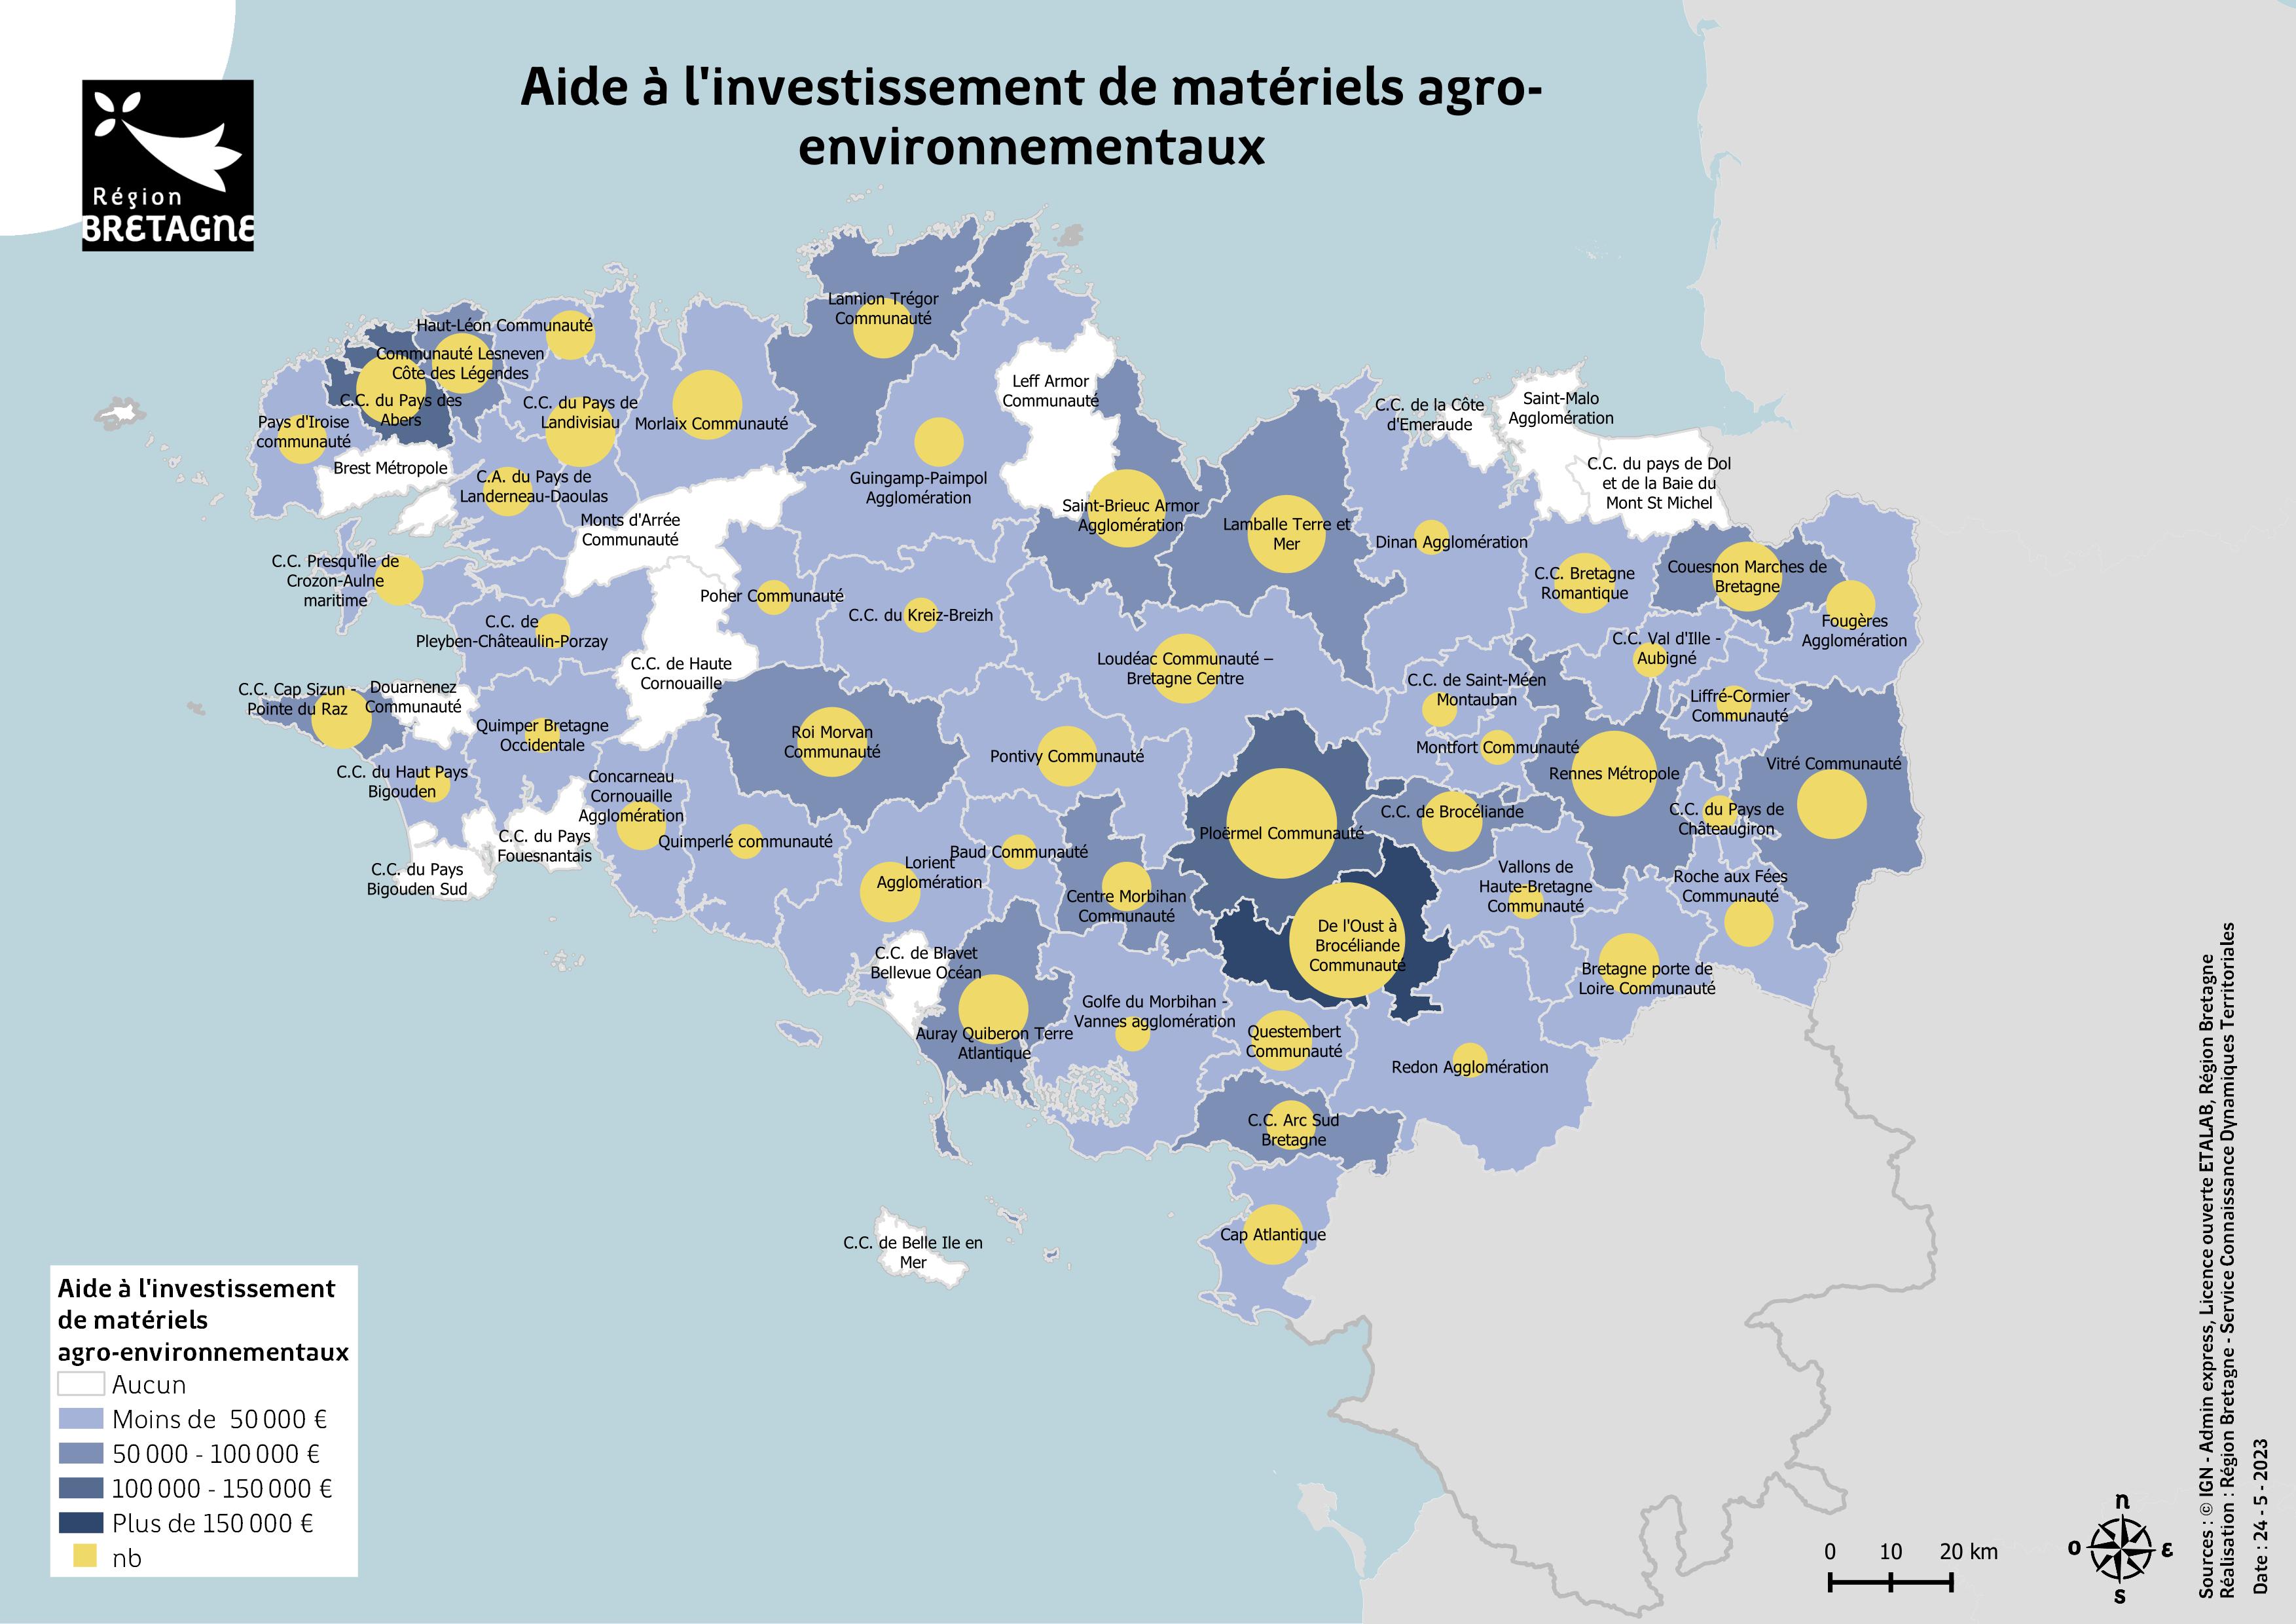 Aide à l'investissement de matériels agro-
environnementaux
Région
BRETAGNE
Lannion Trégor
Communauté
Haut-Léon Communauté
Communauté Lesneven
Côte des Légendes
C.C. du Pays des
Abers
Pays d'Iroise
communauté
C.C. du Pays de
Landivisiau
Morlaix Communauté
Brest Métropole
C.A. du Pays de
Landerneau-Daoulas
Monts d'Arrée
Communauté
Guingamp-Paimpol
Agglomération
Leff Armor
Communauté
Saint-Brieuc Armor
Agglomération
Lamballe Terre et
Mer
C.C. de la Côte
d'Emeraude
Saint-Malo
Agglomération
C.C. du pays de Dol
et de la Baie du
Mont St Michel
Dinan Agglomération
C.C. Bretagne
Romantique
Couesnon Marches de
Bretagne
Fougères
Agglomération
C.C. Presqu'île de
Crozon-Aulne
maritime
C.C. de
Pleyben-Châteaulin-Porzay
Poher Communauté
C.C. du Kreiz-Breizh
C.C. de Haute
Cornouaille
Loudéac Communauté –
Bretagne Centre
C.C. Val d'Ille -
Aubigné
C.C. de Saint-Méen
Montauban
Liffré-Cormier
Communauté
C.C. Cap Sizun -
Pointe du Raz
Douarnenez
Communauté
Quimper Bretagne
Occidentale
Roi Morvan
Communauté
Pontivy Communauté
Montfort Communauté
Rennes Métropole
Vitré Communauté
C.C. du Haut Pays
Bigouden
Concarneau
Cornouaille
Agglomération
Quimperlé communauté
C.C. du Pays
Fouesnantais
C.C. du Pays
Bigouden Sud
Ploërmel Communauté
C.C. de Brocéliande
C.C. du Pays de
Châteaugiron
Baud Communauté
Lorient
Agglomération
Centre Morbihan
Communauté
Vallons de
Haute-Bretagne
Communauté
Roche aux Fées
Communauté
De l'Oust à
Brocéliande
Communauté
C.C. de Blavet
Bellevue Océan
Bretagne porte de
Loire Communauté
Auray Quiberon Terre
Atlantique
Golfe du Morbihan -
Vannes agglomération
Questembert
Communauté
Redon Agglomération
C.C. Arc Sud
Bretagne
Cap Atlantique
C.C. de Belle Ile en
Mer
Aide à l'investissement
de matériels
agro-environnementaux
Aucun
Moins de 50 000 €
50 000 - 100 000 €
100 000 - 150 000 €
Plus de 150 000 €
nb
0 10 20 km
n
o ε
s
Sources : © IGN - Admin express, Licence ouverte ETALAB, Région Bretagne
Réalisation : Région Bretagne - Service Connaissance Dynamiques Territoriales
Date : 24 - 5 - 2023